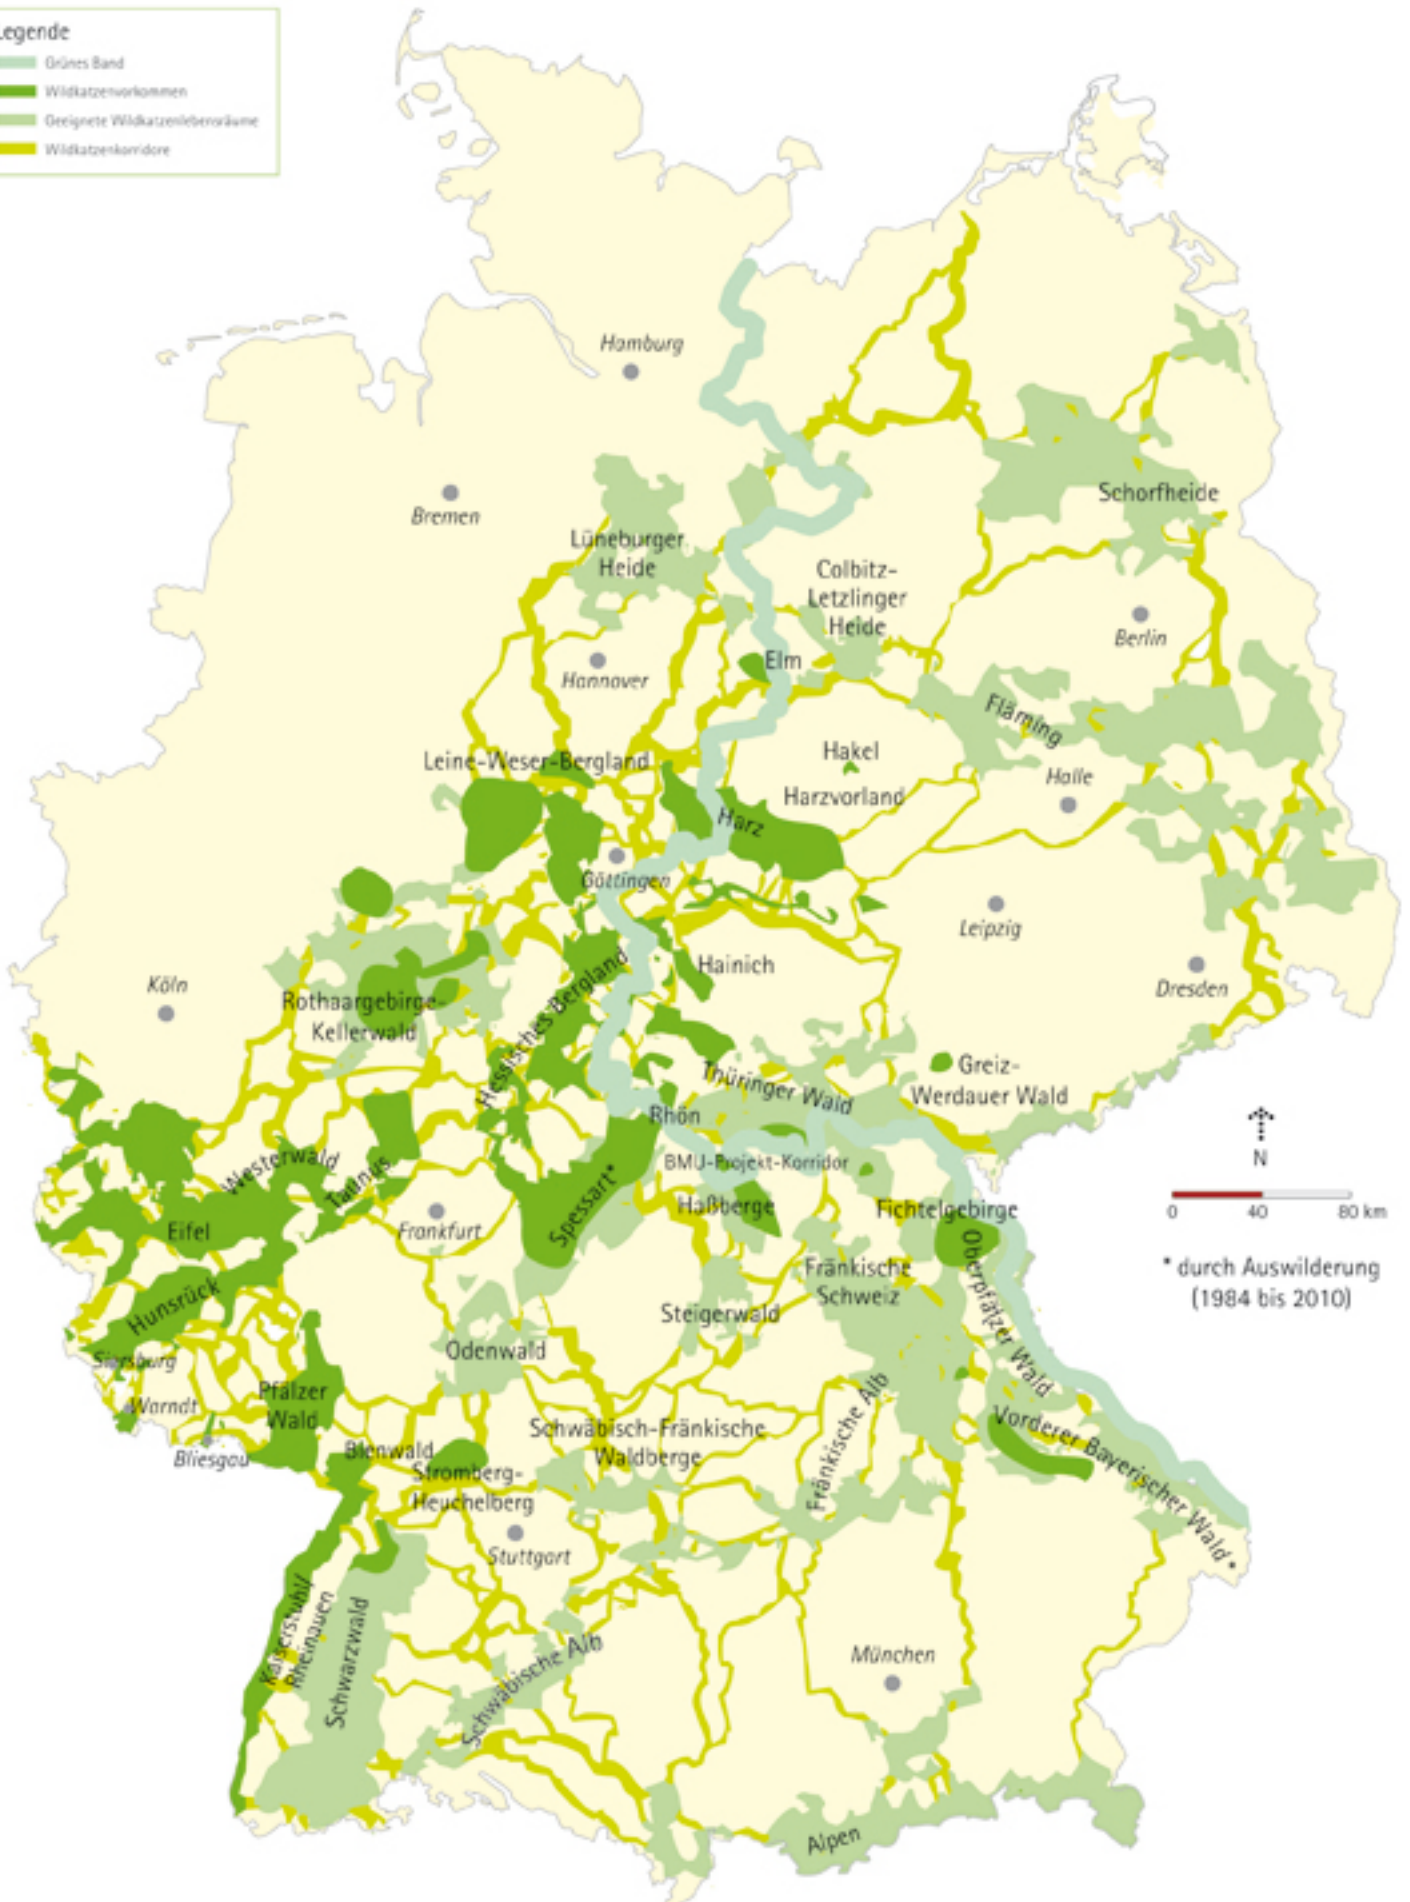 Legende
Grünes Band
Wildkatzenvorkommen
Geeignete Wildkatzenlebensräume
Wildkatzenkorridore
Hamburg
Schorfheide
Bremen
Lüneburger
Heide
Colbitz-
Letzlinger
Heide
Berlin
Elm
Hannover
Fläming
Leine-Weser-Bergland
Hakel
Halle
Harzvorland
Harz
Göttingen
Leipzig
Hainich
Köln
Dresden
Rothaargebirge-
Kellerwald
Hessisches Bergland
Greiz-
Werdauer Wald
Thüringer Wald
Rhön
N
Westerwald
Taunus
BMU-Projekt-Korridor
Spessart*
Haßberge
Fichtelgebirge
0 40 80 km
Eifel
Frankfurt
* durch Auswilderung
(1984 bis 2010)
Fränkische
Schweiz
Oberpfälzer Wald
Hunsrück
Steigerwald
Siersburg
Odenwald
Pfälzer
Wald
Warndt
Fränkische Alb
Schwäbisch-Fränkische
Waldberge
Vorderer Bayerischer Wald*
Bliesgau
Bienwald
Stromberg-
Heuchelberg
Stuttgart
Kaiserstuhl/
Rheinauen
Schwarzwald
Schwäbische Alb
München
Alpen